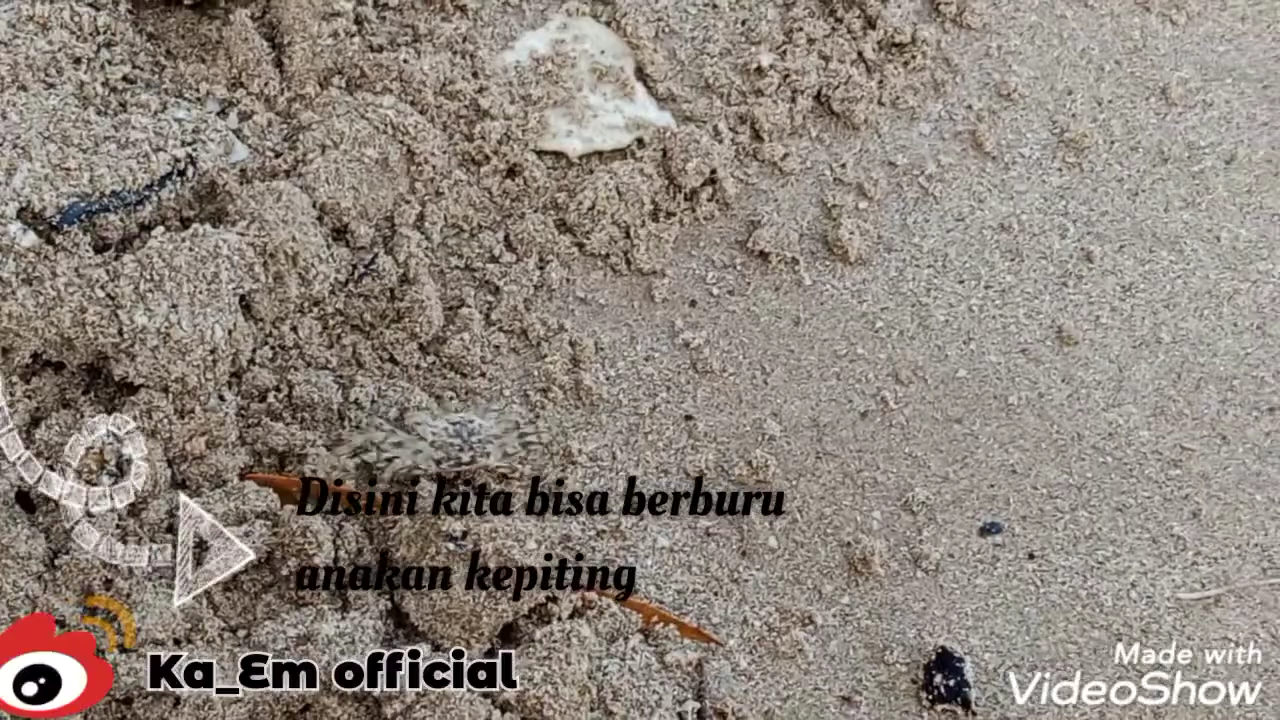 Disini kita bisa berburu
anakan kepiting
Ka_Em official
Made with
VideoShow